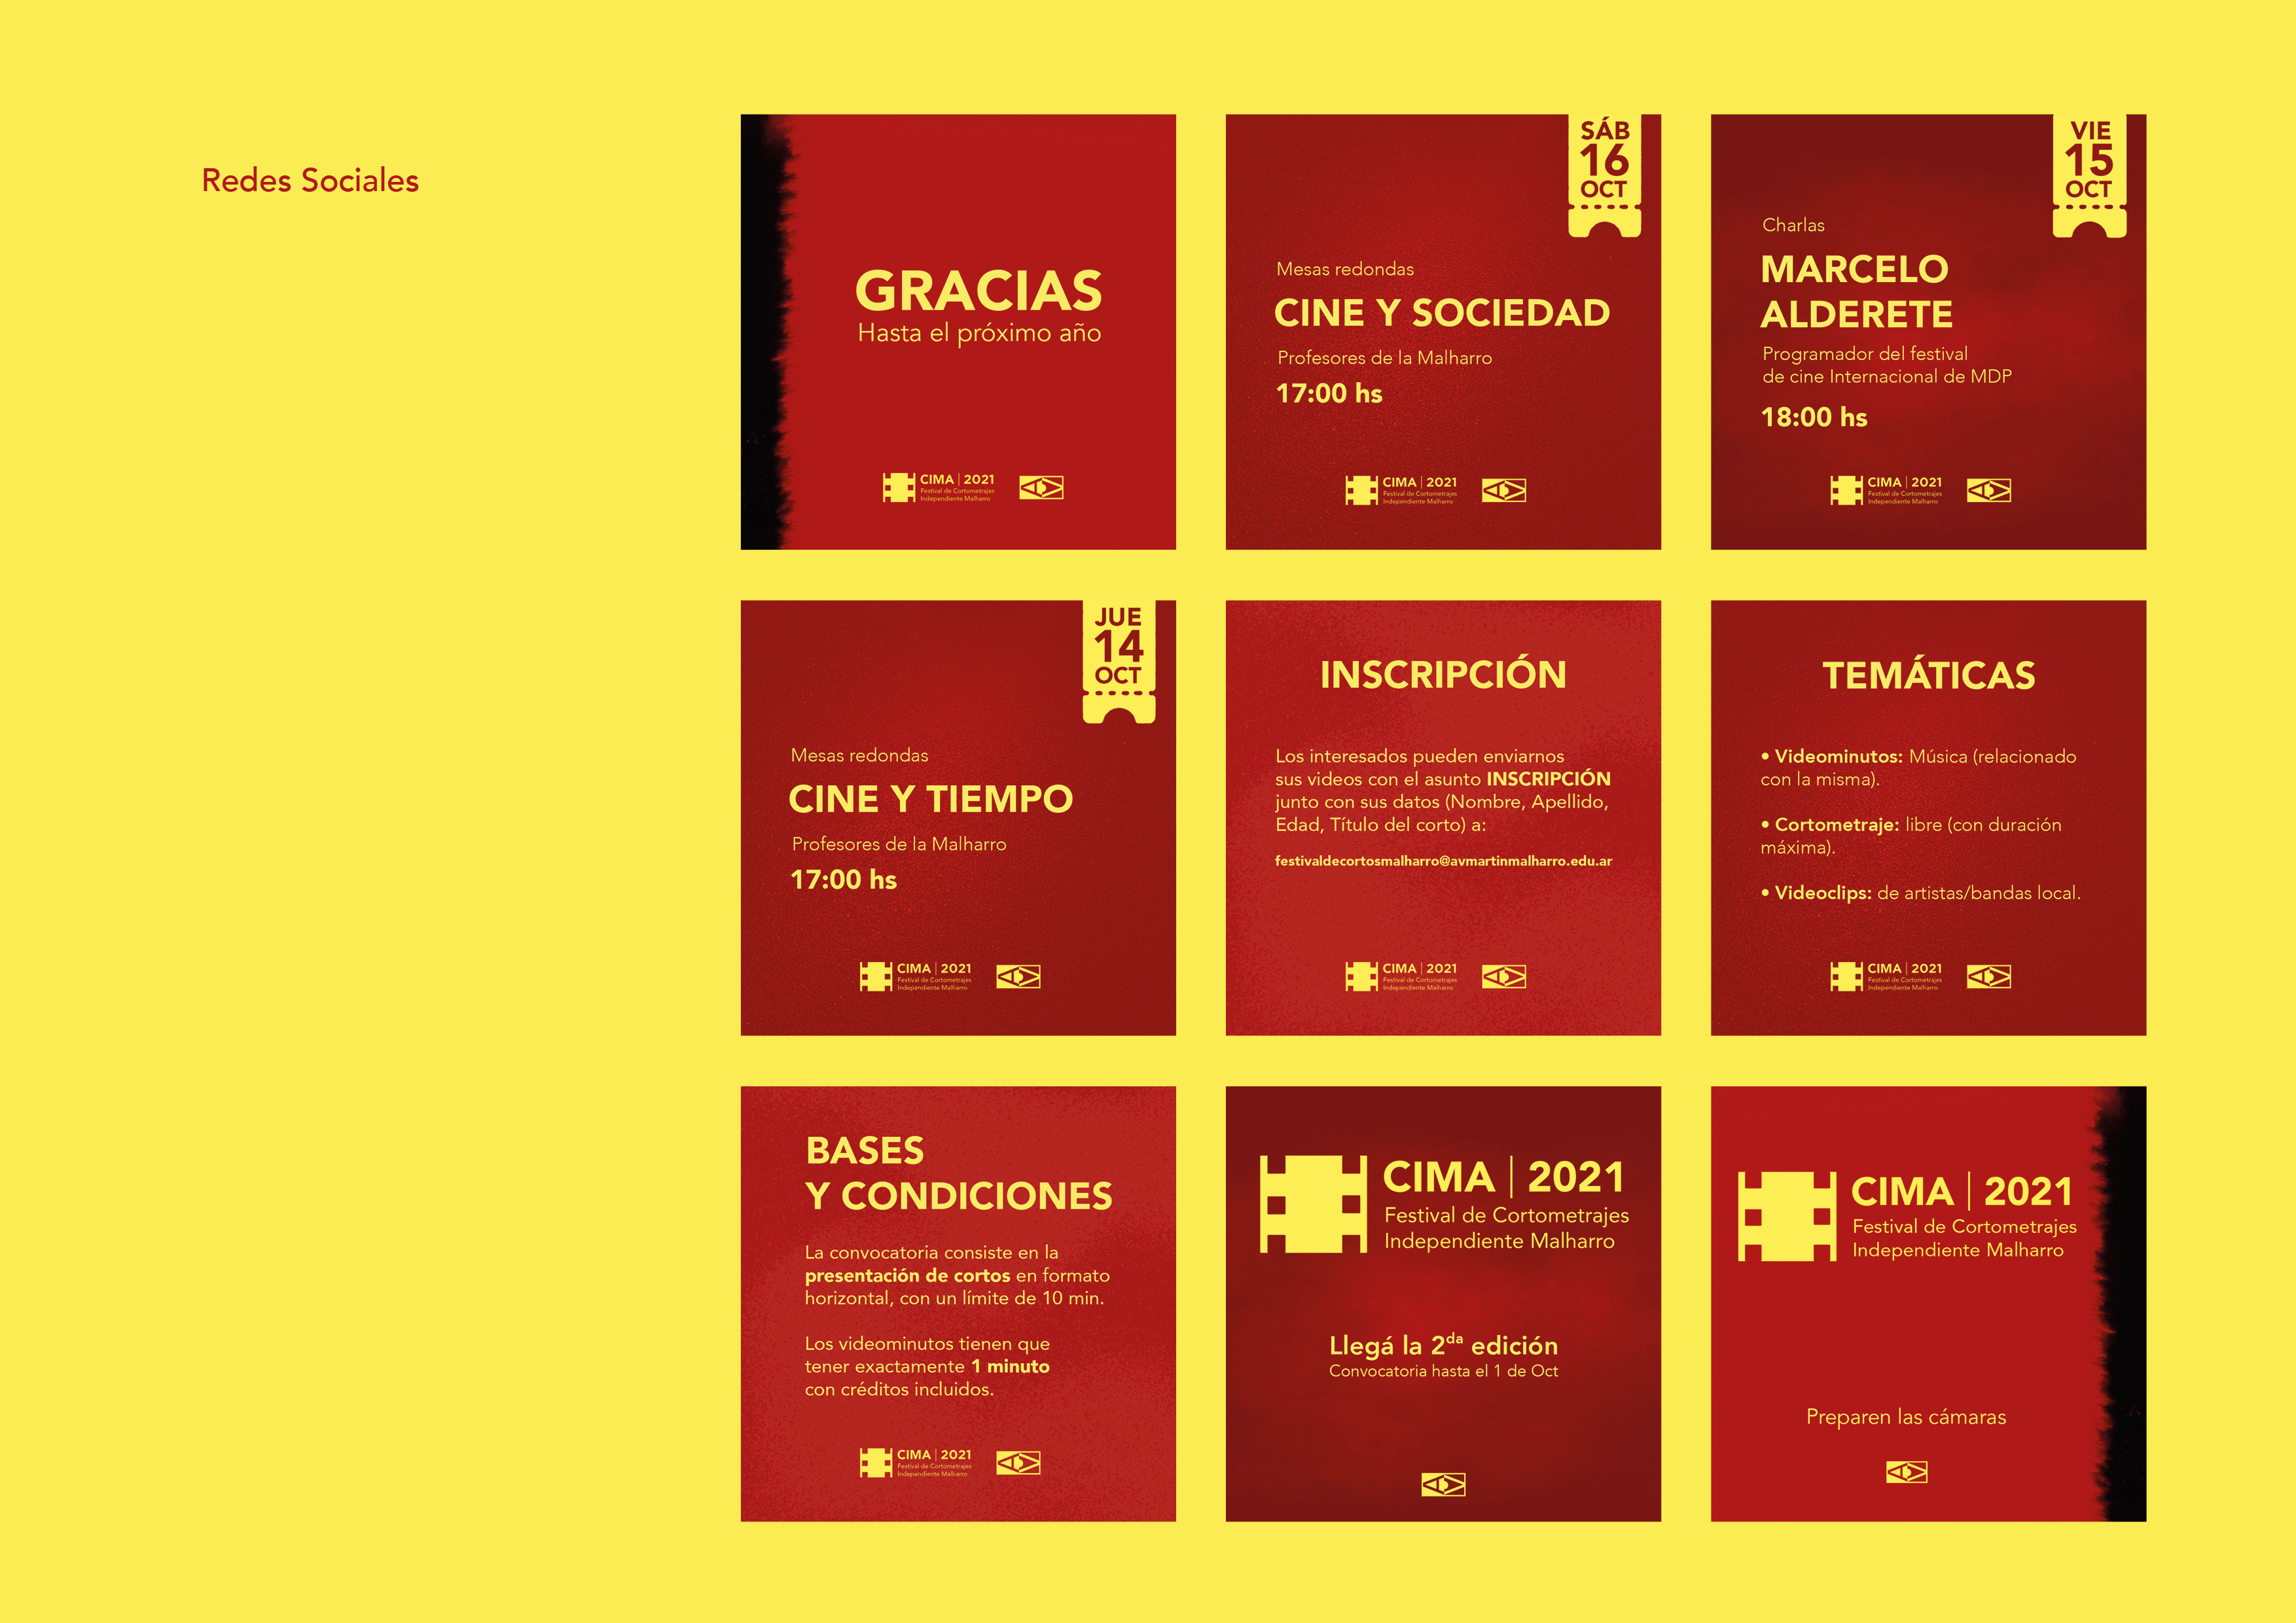 Redes Sociales
GRACIAS
Hasta el próximo año
CIMA | 2021
Festival de Cortometrajes
Independiente Malharro
SÁB
16
OCT
Mesas redondas
CINE Y SOCIEDAD
Profesores de la Malharro
17:00 hs
CIMA | 2021
Festival de Cortometrajes
Independiente Malharro
VIE
15
OCT
Charlas
MARCELO
ALDERETE
Programador del festival
de cine Internacional de MDP
18:00 hs
CIMA | 2021
Festival de Cortometrajes
Independiente Malharro
JUE
14
OCT
Mesas redondas
CINE Y TIEMPO
Profesores de la Malharro
17:00 hs
CIMA | 2021
Festival de Cortometrajes
Independiente Malharro
INSCRIPCIÓN
Los interesados pueden enviarnos
sus videos con el asunto INSCRIPCIÓN
junto con sus datos (Nombre, Apellido,
Edad, Título del corto) a:
festivaldecortosmalharro@avmartinmalharro.edu.ar
CIMA | 2021
Festival de Cortometrajes
Independiente Malharro
TEMÁTICAS
• Videominutos: Música (relacionado
con la misma).
• Cortometraje: libre (con duración
máxima).
• Videoclips: de artistas/bandas local.
CIMA | 2021
Festival de Cortometrajes
Independiente Malharro
BASES
Y CONDICIONES
La convocatoria consiste en la
presentación de cortos en formato
horizontal, con un límite de 10 min.
Los videominutos tienen que
tener exactamente 1 minuto
con créditos incluidos.
CIMA | 2021
Festival de Cortometrajes
Independiente Malharro
CIMA | 2021
Festival de Cortometrajes
Independiente Malharro
Llegá la 2da edición
Convocatoria hasta el 1 de Oct
CIMA | 2021
Festival de Cortometrajes
Independiente Malharro
Preparen las cámaras